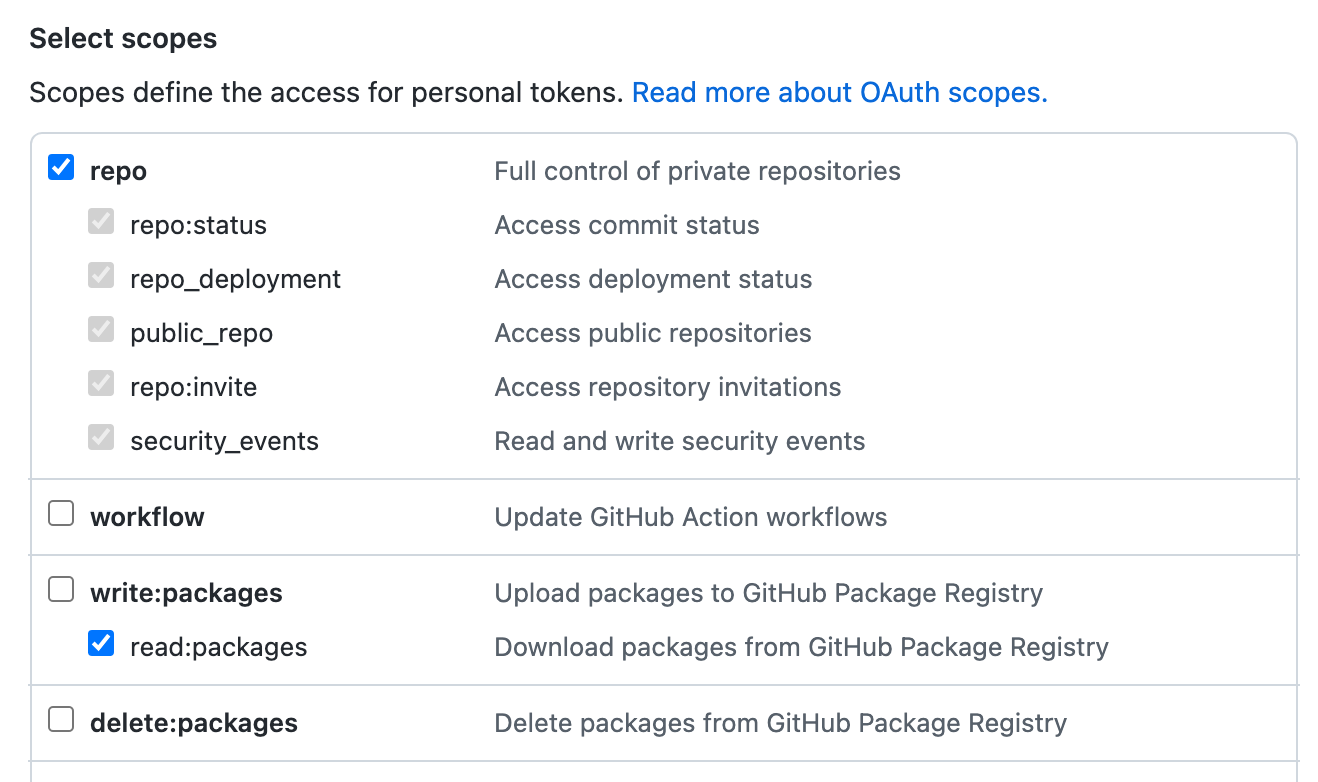 Select scopes
Scopes define the access for personal tokens. Read more about OAuth scopes.
repo Full control of private repositories
repo:status Access commit status
repo_deployment Access deployment status
public_repo Access public repositories
repo:invite Access repository invitations
security_events Read and write security events
workflow Update GitHub Action workflows
write:packages Upload packages to GitHub Package Registry
read:packages Download packages from GitHub Package Registry
delete:packages Delete packages from GitHub Package Registry